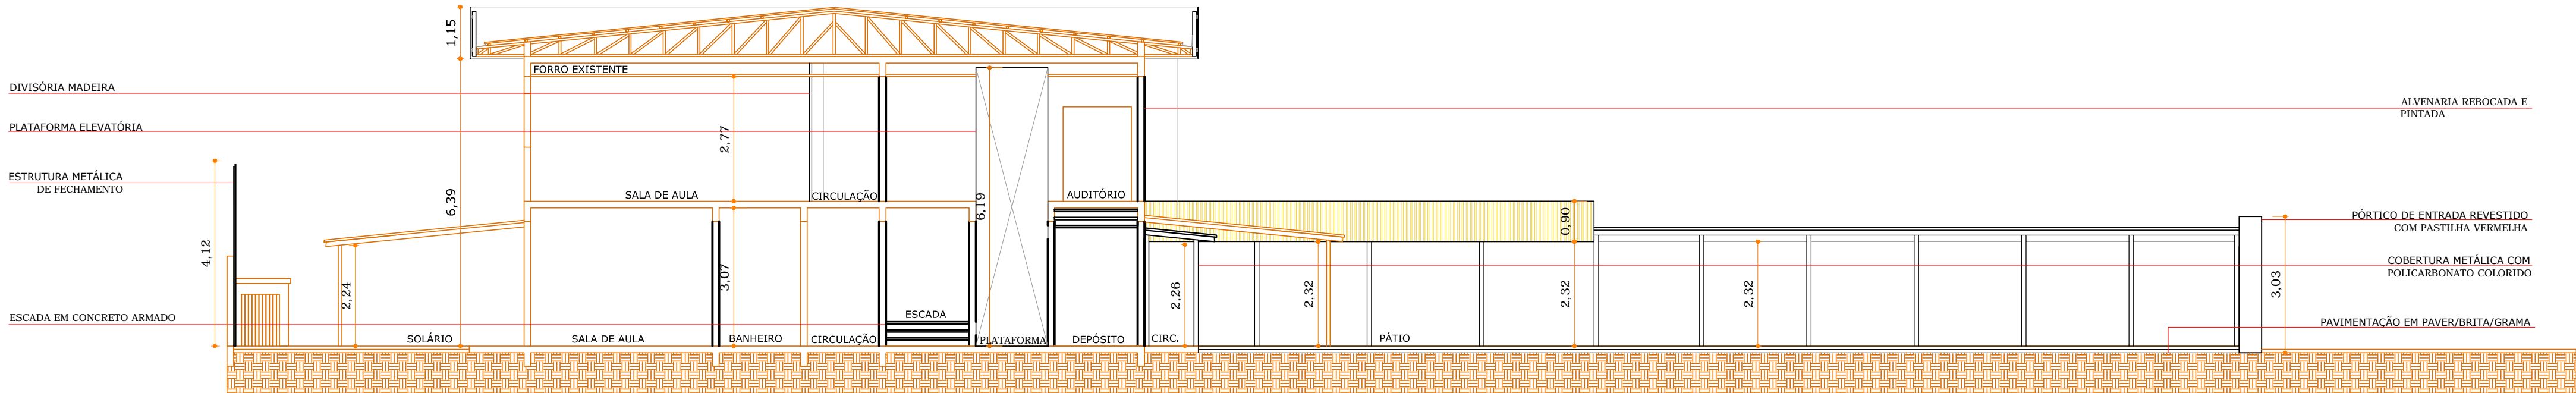 1,15
FORRO EXISTENTE
DIVISÓRIA MADEIRA
ALVENARIA REBOCADA E
PINTADA
PLATAFORMA ELEVATÓRIA
2,77
ESTRUTURA METÁLICA
DE FECHAMENTO
6,39
SALA DE AULA
CIRCULAÇÃO
6,19
AUDITÓRIO
0,90
PÓRTICO DE ENTRADA REVESTIDO
COM PASTILHA VERMELHA
4,12
COBERTURA METÁLICA COM
POLICARBONATO COLORIDO
2,24
3,07
2,26
2,32
2,32
2,32
3,03
ESCADA EM CONCRETO ARMADO
ESCADA
PAVIMENTAÇÃO EM PAVER/BRITA/GRAMA
SOLÁRIO
SALA DE AULA
BANHEIRO
CIRCULAÇÃO
PLATAFORMA
DEPÓSITO
CIRC.
PÁTIO